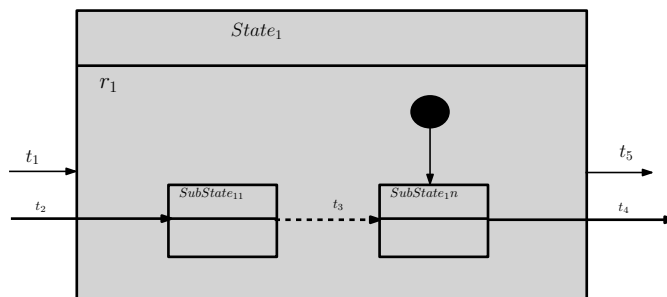 State₁
r₁
t₁
t₅
SubState₁₁
SubState₁n
t₂
t₃
t₄